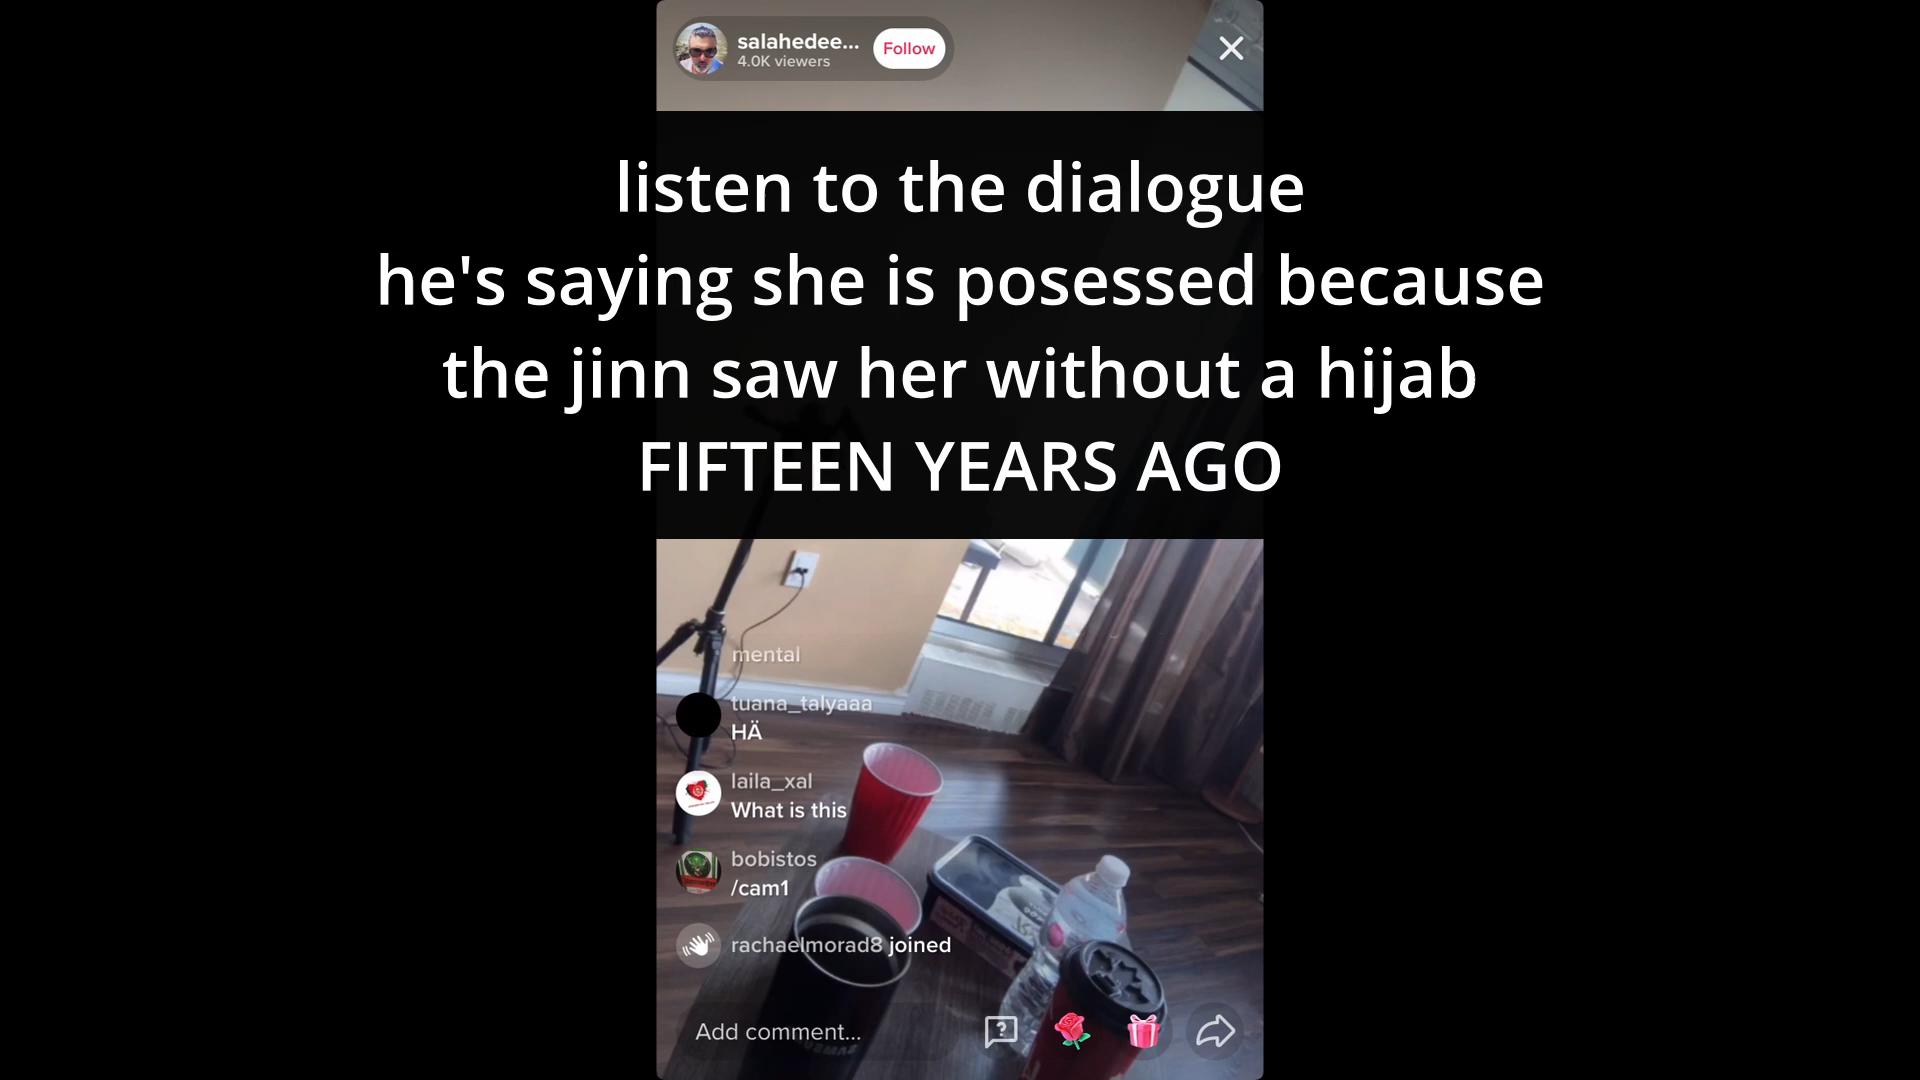 salahedee...
4.0K viewers
Follow
listen to the dialogue
he's saying she is posessed because
the jinn saw her without a hijab
FIFTEEN YEARS AGO
mental
tuana_talyaaa
HÄ
laila_xal
What is this
bobistos
/cam1
rachaelmorad8 joined
Add comment...